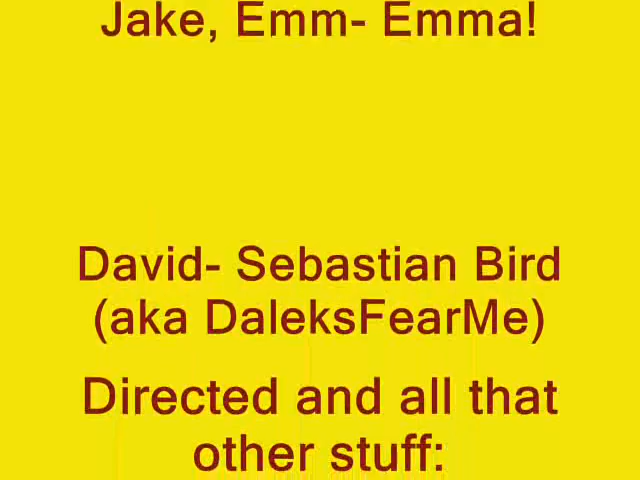 Jake, Emm- Emma!
David- Sebastian Bird
(aka DaleksFearMe)
Directed and all that
other stuff: